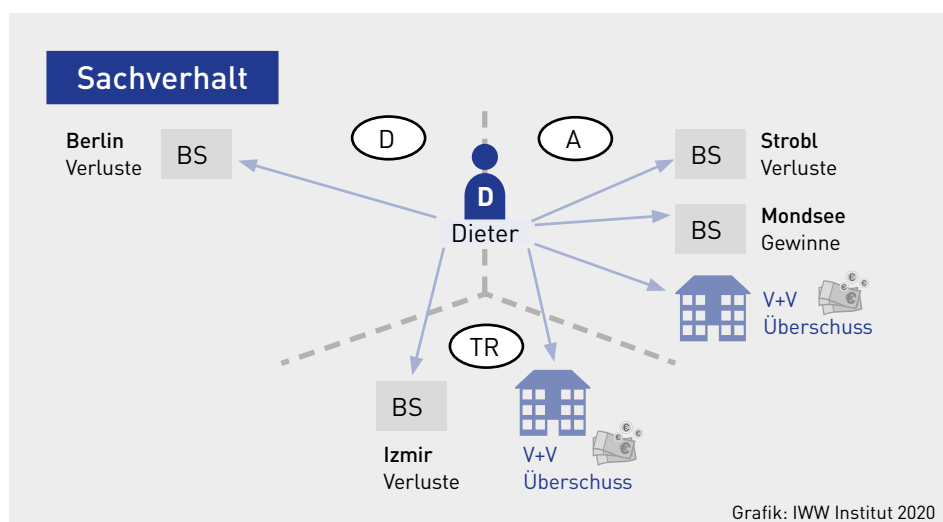 Sachverhalt
D
A
Berlin
Verluste
BS
BS
Strobl
Verluste
D
Dieter
BS
Mondsee
Gewinne
V+V
Überschuss
€
€
€
€
TR
BS
Izmir
Verluste
V+V
Überschuss
€
€
€
€
Grafik: IWW Institut 2020